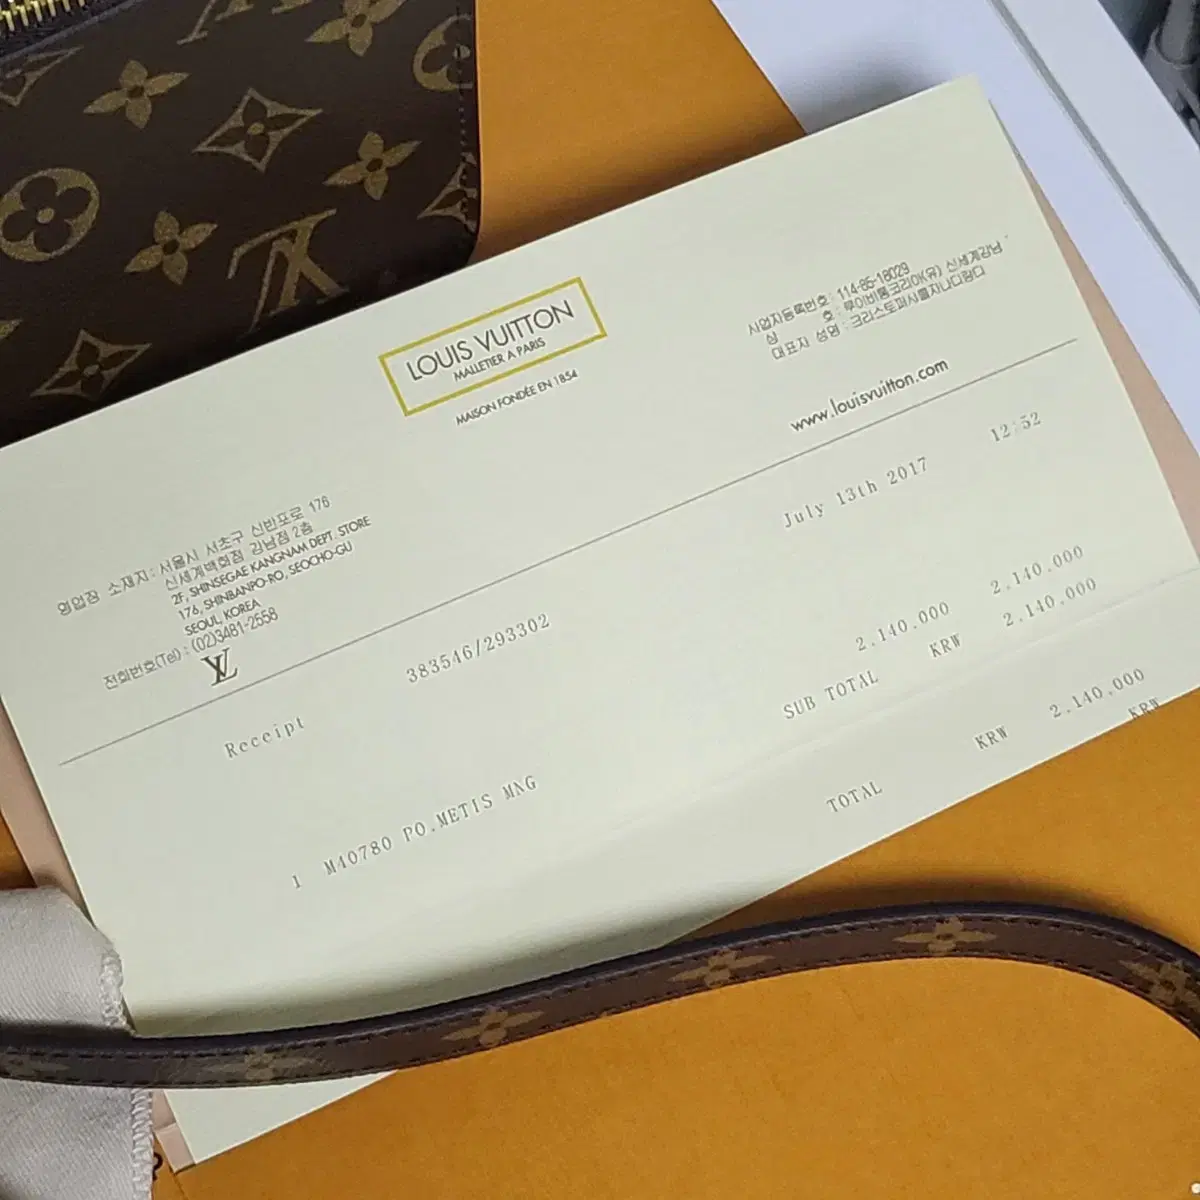 LOUIS VUITTON
MALLETIER A PARIS
MAISON FONDÉE EN 1854
사업자등록번호: 114-85-18029
상 호: 루이비통코리아(유) 신세계강남
대표자 성명: 크리스토퍼시를자나디람디
www.louisvuitton.com
영업장 소재지: 서울시 서초구 신반포로 176
신세계백화점 강남점 2층
2F, SHINSEGAE KANGNAM DEPT. STORE
176, SHINBANPO-RO, SEOCHO-GU
SEOUL, KOREA
전화번호(Tel): (02)3481-2558
LV
Receipt 383546/293302 July 13th 2017 12:52
1 M40780 PO.METIS MNG 2.140.000 2.140.000
SUB TOTAL KRW 2.140.000
TOTAL KRW 2.140.000
KRW